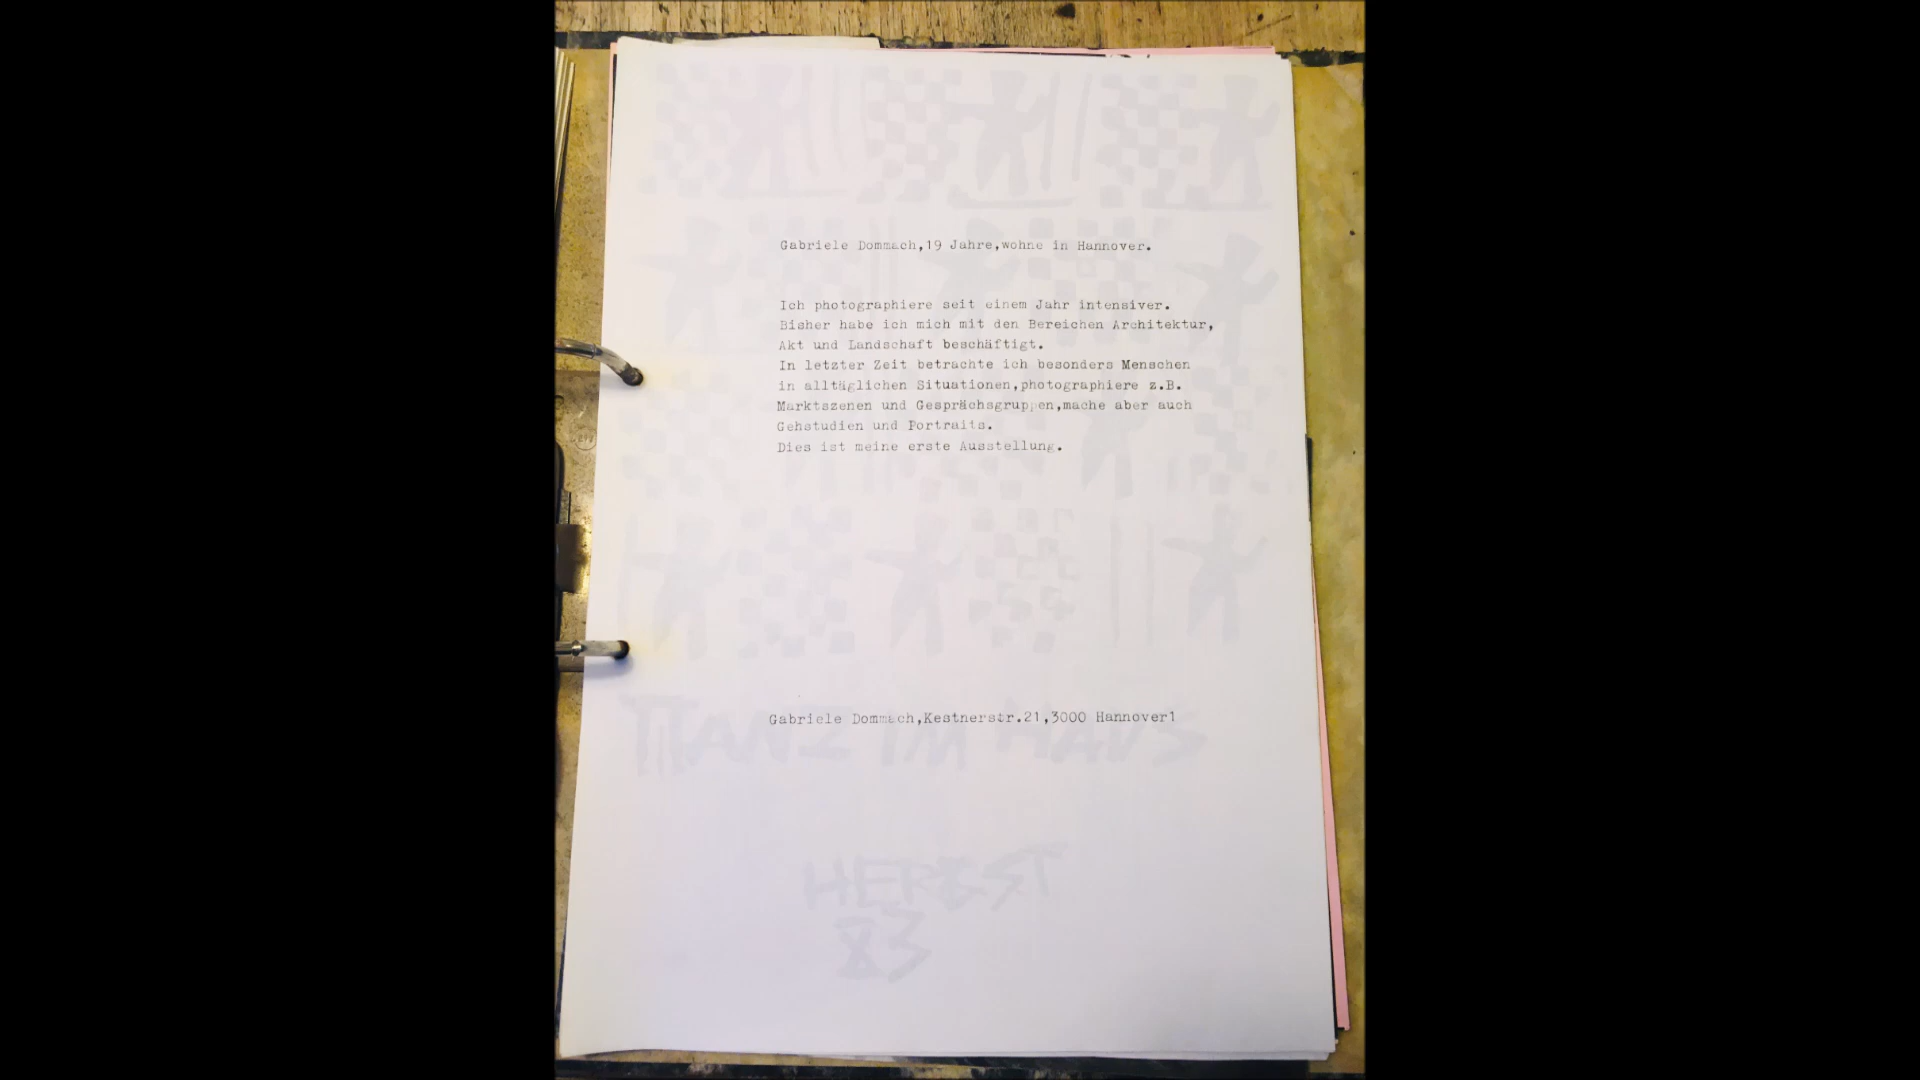 Gabriele Dommach,19 Jahre,wohne in Hannover.
Ich photographiere seit einem Jahr intensiver.
Bisher habe ich mich mit den Bereichen Architektur,
Akt und Landschaft beschäftigt.
In letzter Zeit betrachte ich besonders Menschen
in alltäglichen Situationen,photographiere z.B.
Marktszenen und Gesprächsgruppen,mache aber auch
Gehstudien und Portraits.
Dies ist meine erste Ausstellung.
Gabriele Dommach,Kestnerstr.21,3000 Hannover1
TANZ IM HAUS
HERBST
83